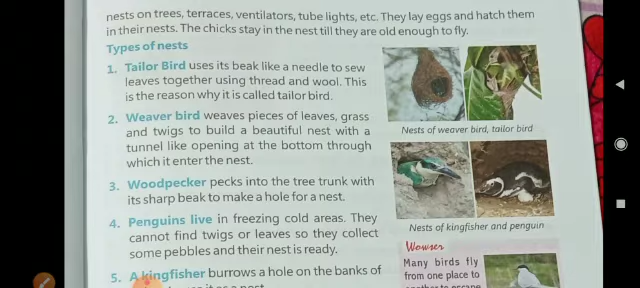 nests on trees, terraces, ventilators, tube lights, etc. They lay eggs and hatch them
in their nests. The chicks stay in the nest till they are old enough to fly.
Types of nests
1. Tailor Bird uses its beak like a needle to sew
leaves together using thread and wool. This
is the reason why it is called tailor bird.
2. Weaver bird weaves pieces of leaves, grass
and twigs to build a beautiful nest with a
tunnel like opening at the bottom through
which it enter the nest.
3. Woodpecker pecks into the tree trunk with
its sharp beak to make a hole for a nest.
4. Penguins live in freezing cold areas. They
cannot find twigs or leaves so they collect
some pebbles and their nest is ready.
5. A kingfisher burrows a hole on the banks of
Nests of weaver bird, tailor bird
Nests of kingfisher and penguin
Wowser
Many birds fly
from one place to